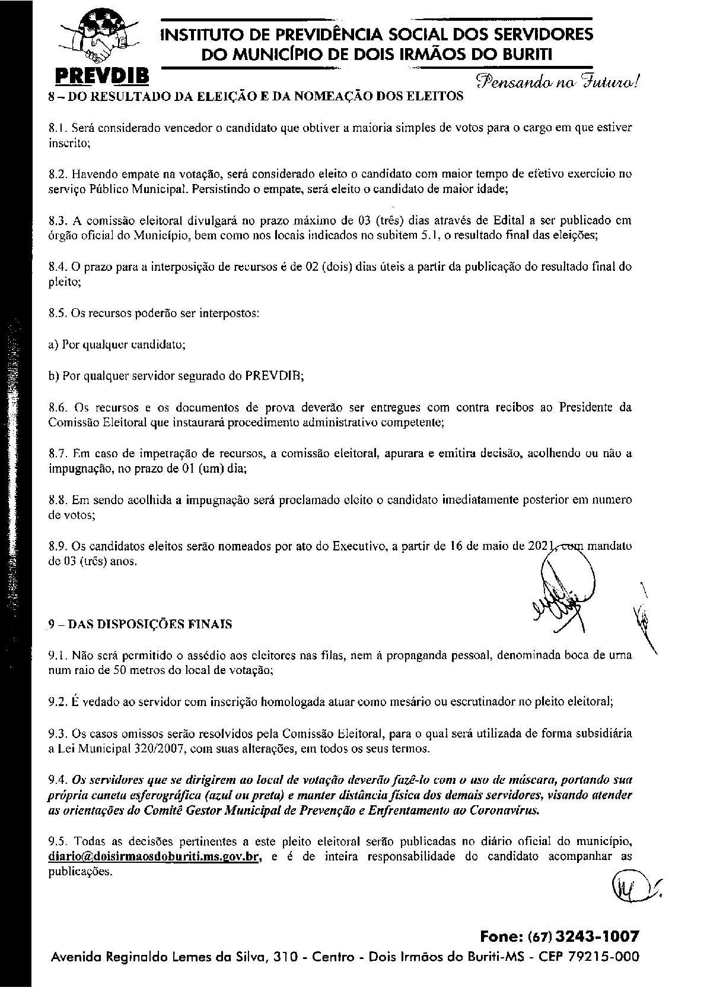 INSTITUTO DE PREVIDÊNCIA SOCIAL DOS SERVIDORES
DO MUNICÍPIO DE DOIS IRMÃOS DO BURITI
PREVDIB
Pensando no Futuro!
8 – DO RESULTADO DA ELEIÇÃO E DA NOMEAÇÃO DOS ELEITOS
8.1. Será considerado vencedor o candidato que obtiver a maioria simples de votos para o cargo em que estiver
inscrito;
8.2. Havendo empate na votação, será considerado eleito o candidato com maior tempo de efetivo exercício no
serviço Público Municipal. Persistindo o empate, será eleito o candidato de maior idade;
8.3. A comissão eleitoral divulgará no prazo máximo de 03 (três) dias através de Edital a ser publicado em
órgão oficial do Município, bem como nos locais indicados no subitem 5.1, o resultado final das eleições;
8.4. O prazo para a interposição de recursos é de 02 (dois) dias úteis a partir da publicação do resultado final do
pleito;
8.5. Os recursos poderão ser interpostos:
a) Por qualquer candidato;
b) Por qualquer servidor segurado do PREVDIB;
8.6. Os recursos e os documentos de prova deverão ser entregues com contra recibos ao Presidente da
Comissão Eleitoral que instaurará procedimento administrativo competente;
8.7. Em caso de impetração de recursos, a comissão eleitoral, apurara e emitira decisão, acolhendo ou não a
impugnação, no prazo de 01 (um) dia;
8.8. Em sendo acolhida a impugnação será proclamado eleito o candidato imediatamente posterior em numero
de votos;
8.9. Os candidatos eleitos serão nomeados por ato do Executivo, a partir de 16 de maio de 2021, com mandato
de 03 (três) anos.
9 – DAS DISPOSIÇÕES FINAIS
9.1. Não será permitido o assédio aos eleitores nas filas, nem à propaganda pessoal, denominada boca de urna
num raio de 50 metros do local de votação;
9.2. É vedado ao servidor com inscrição homologada atuar como mesário ou escrutinador no pleito eleitoral;
9.3. Os casos omissos serão resolvidos pela Comissão Eleitoral, para o qual será utilizada de forma subsidiária
a Lei Municipal 320/2007, com suas alterações, em todos os seus termos.
9.4. Os servidores que se dirigirem ao local de votação deverão fazê-lo com o uso de máscara, portando sua
própria caneta esferográfica (azul ou preta) e manter distância física dos demais servidores, visando atender
as orientações do Comitê Gestor Municipal de Prevenção e Enfrentamento ao Coronavírus.
9.5. Todas as decisões pertinentes a este pleito eleitoral serão publicadas no diário oficial do município,
diario@doisirmaosdoburiti.ms.gov.br, e é de inteira responsabilidade do candidato acompanhar as
publicações.
Fone: (67) 3243-1007
Avenida Reginaldo Lemes da Silva, 310 - Centro - Dois Irmãos do Buriti-MS - CEP 79215-000